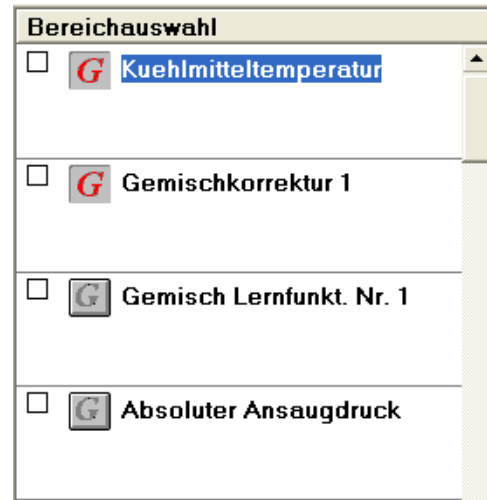 Bereichauswahl
G Kuehlmitteltemperatur
G Gemischkorrektur 1
G Gemisch Lernfunkt. Nr. 1
G Absoluter Ansaugdruck